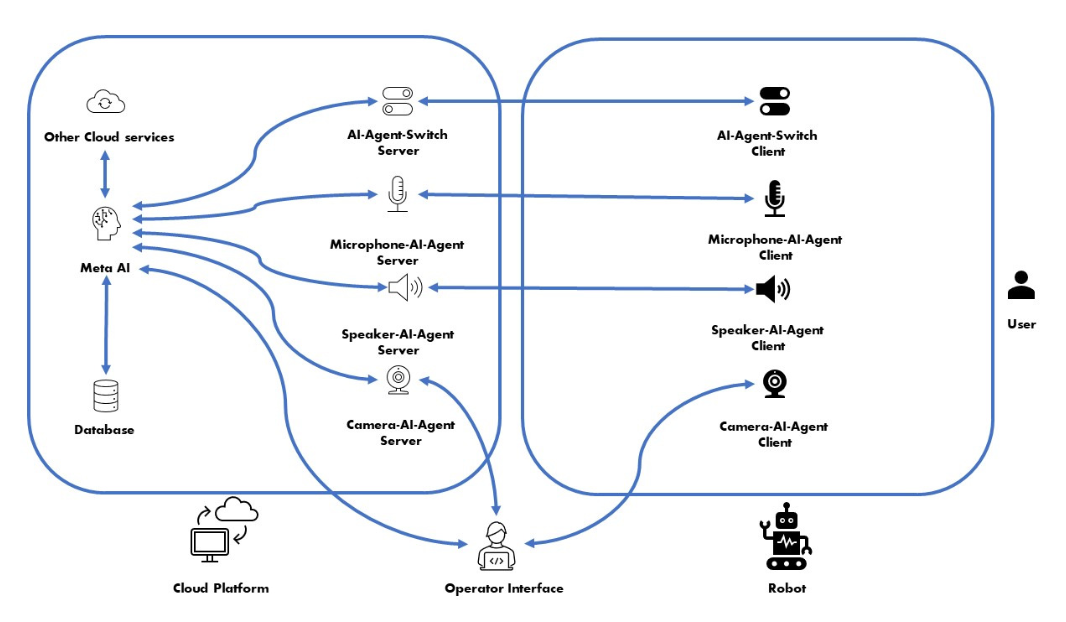 Other Cloud services
Meta AI
Database
AI-Agent-Switch
Server
Microphone-AI-Agent
Server
Speaker-AI-Agent
Server
Camera-AI-Agent
Server
AI-Agent-Switch
Client
Microphone-AI-Agent
Client
Speaker-AI-Agent
Client
Camera-AI-Agent
Client
User
Cloud Platform
Operator Interface
Robot